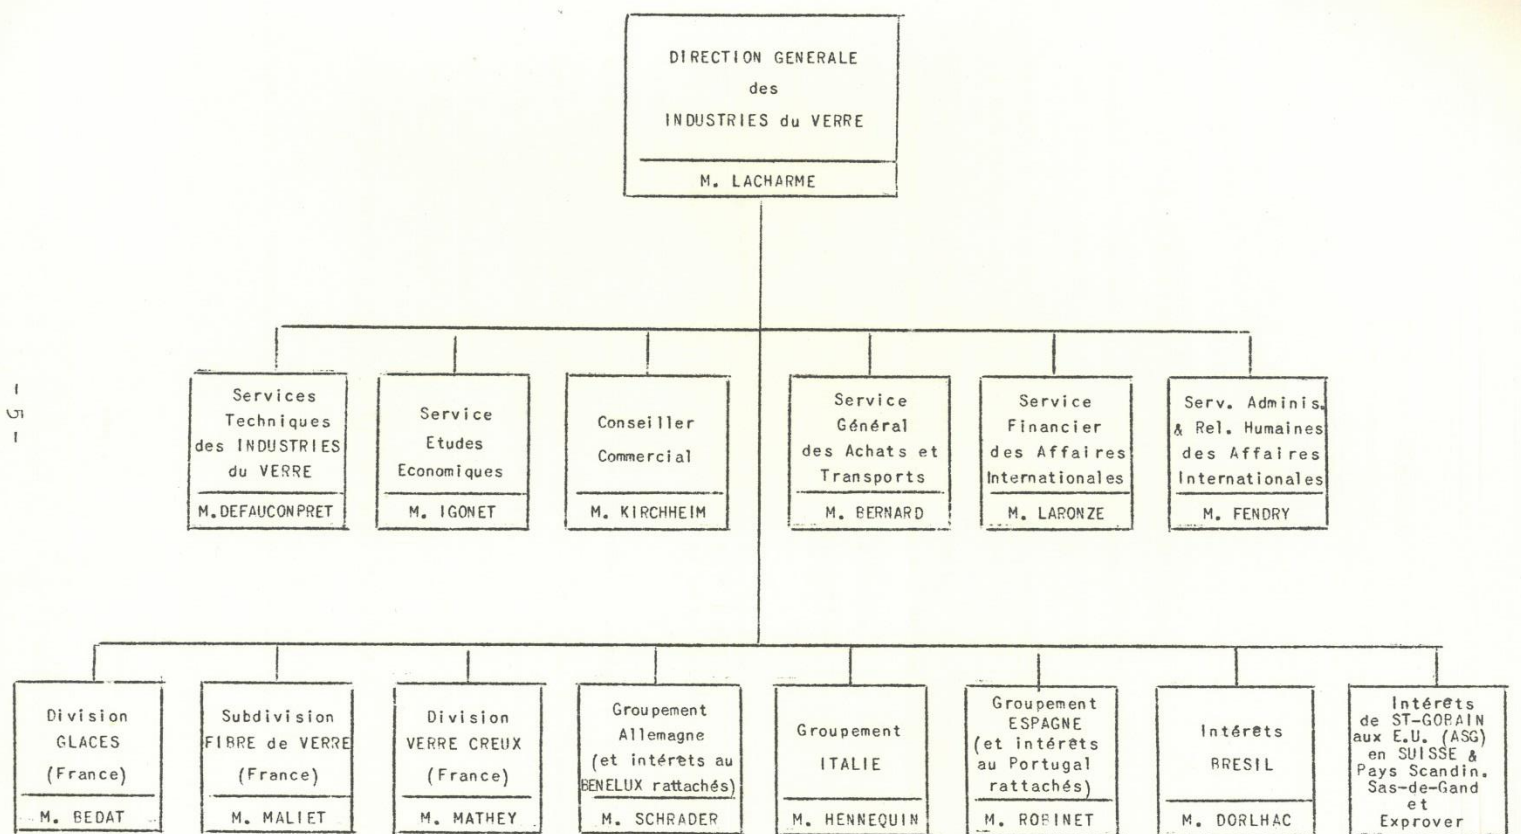 DIRECTION GENERALE
des
INDUSTRIES du VERRE
M. LACHARME
- 5 -
Services
Techniques
des INDUSTRIES
du VERRE
M.DEFAUCONPRET
Service
Etudes
Economiques
M. IGONET
Conseiller
Commercial
M. KIRCHHEIM
Service
Général
des Achats et
Transports
M. BERNARD
Service
Financier
des Affaires
Internationales
M. LARONZE
Serv. Adminis.
& Rel. Humaines
des Affaires
Internationales
M. FENDRY
Division
GLACES
(France)
M. BEDAT
Subdivision
FIBRE de VERRE
(France)
M. MALIET
Division
VERRE CREUX
(France)
M. MATHEY
Groupement
Allemagne
(et intérets au
BENELUX rattachés)
M. SCHRADER
Groupement
ITALIE
M. HENNEQUIN
Groupement
ESPAGNE
(et intérêts
au Portugal
rattachés)
M. ROBINET
Intérêts
BRESIL
M. DORLHAC
Intérêts
de ST-GOBAIN
aux E.U. (ASG)
en SUISSE &
Pays Scandin.
Sas-de-Gand
et
Exprover